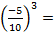 (-5/10)³ =